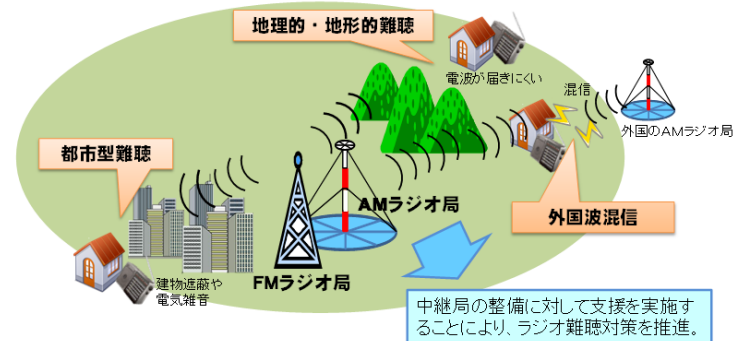 地理的・地形的難聴
電波が届きにくい
混信
外国のAMラジオ局
都市型難聴
AMラジオ局
外国波混信
FMラジオ局
建物遮蔽や
電気雑音
中継局の整備に対して支援を実施す
ることにより、ラジオ難聴対策を推進。